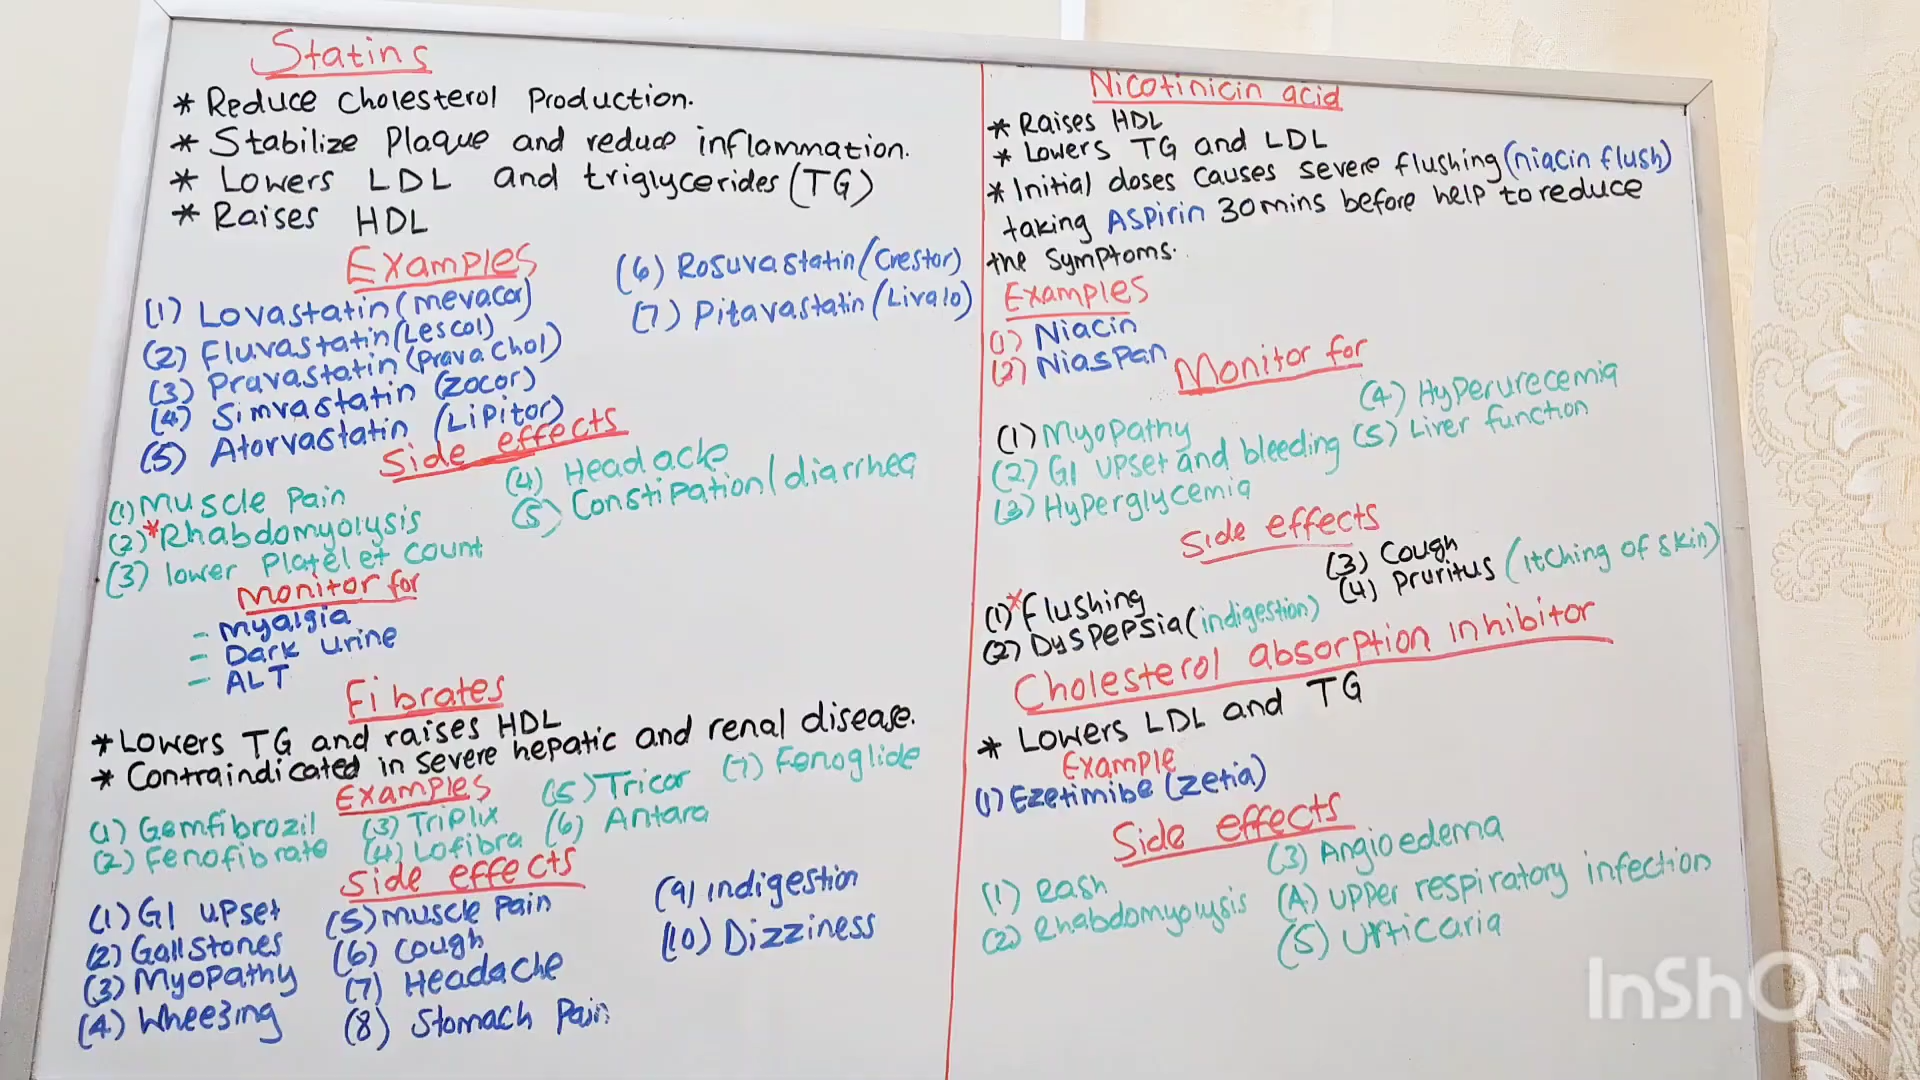 Statins
* Reduce Cholesterol Production.
* Stabilize Plaque and reduce inflammation.
* Lowers LDL and triglycerides (TG)
* Raises HDL
Examples
(1) Lovastatin (mevacor)
(2) Fluvastatin (Lescol)
(3) Pravastatin (Pravachol)
(4) Simvastatin (Zocor)
(5) Atorvastatin (Lipitor)
(6) Rosuvastatin (Crestor)
(7) Pitavastatin (Livalo)
Side effects
(1) Muscle Pain
(2) *Rhabdomyolysis
(3) lower Platelet count
(4) Headache
(5) Constipation/diarrhea
Monitor for
- Myalgia
- Dark urine
- ALT
Fibrates
* Lowers TG and raises HDL
* Contraindicated in severe hepatic and renal disease.
Examples
(1) Gemfibrozil
(2) Fenofibrate
(3) Triplix
(4) Lofibra
(5) Tricor
(6) Antara
(7) Fenoglide
Side effects
(1) GI upset
(2) Gallstones
(3) Myopathy
(4) Wheezing
(5) Muscle Pain
(6) Cough
(7) Headache
(8) Stomach Pain
(9) Indigestion
(10) Dizziness
Nicotinicin acid
* Raises HDL
* Lowers TG and LDL
* Initial doses causes severe flushing (niacin flush)
taking Aspirin 30mins before help to reduce
the symptoms.
Examples
(1) Niacin
(2) Niaspan
Monitor for
(1) Myopathy
(2) GI upset and bleeding
(3) Hyperglycemia
(4) Hyperurecemia
(5) Liver function
Side effects
(1) *Flushing
(2) Dyspepsia (indigestion)
(3) Cough
(4) Pruritus (itching of skin)
Cholesterol absorption inhibitor
* Lowers LDL and TG
Example
(1) Ezetimibe (Zetia)
Side effects
(1) Rash
(2) Rhabdomyolysis
(3) Angioedema
(4) Upper respiratory infection
(5) Urticaria
InShOt